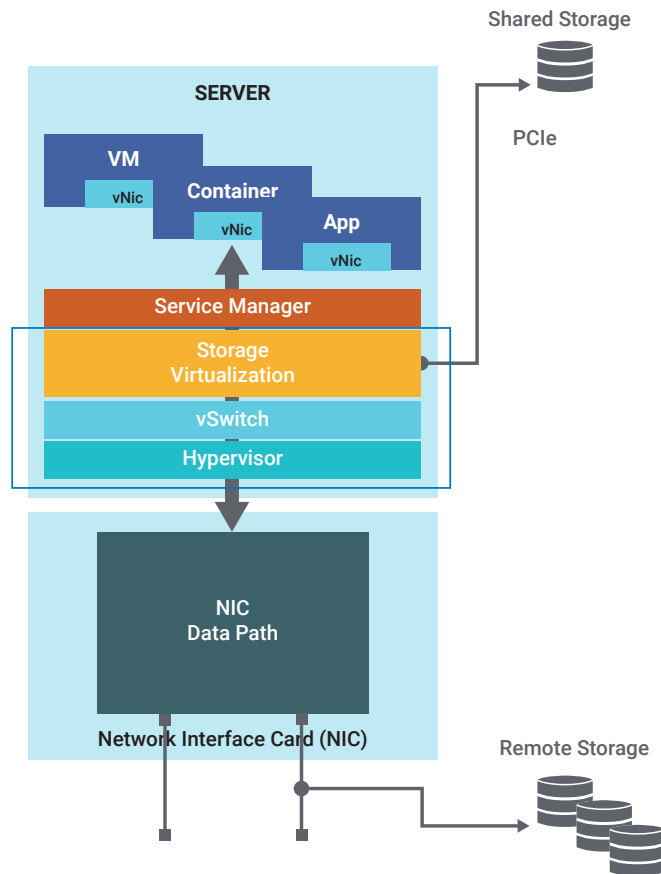 Shared Storage
SERVER
PCIe
VM
vNic
Container
vNic
App
vNic
Service Manager
Storage
Virtualization
vSwitch
Hypervisor
NIC
Data Path
Network Interface Card (NIC)
Remote Storage